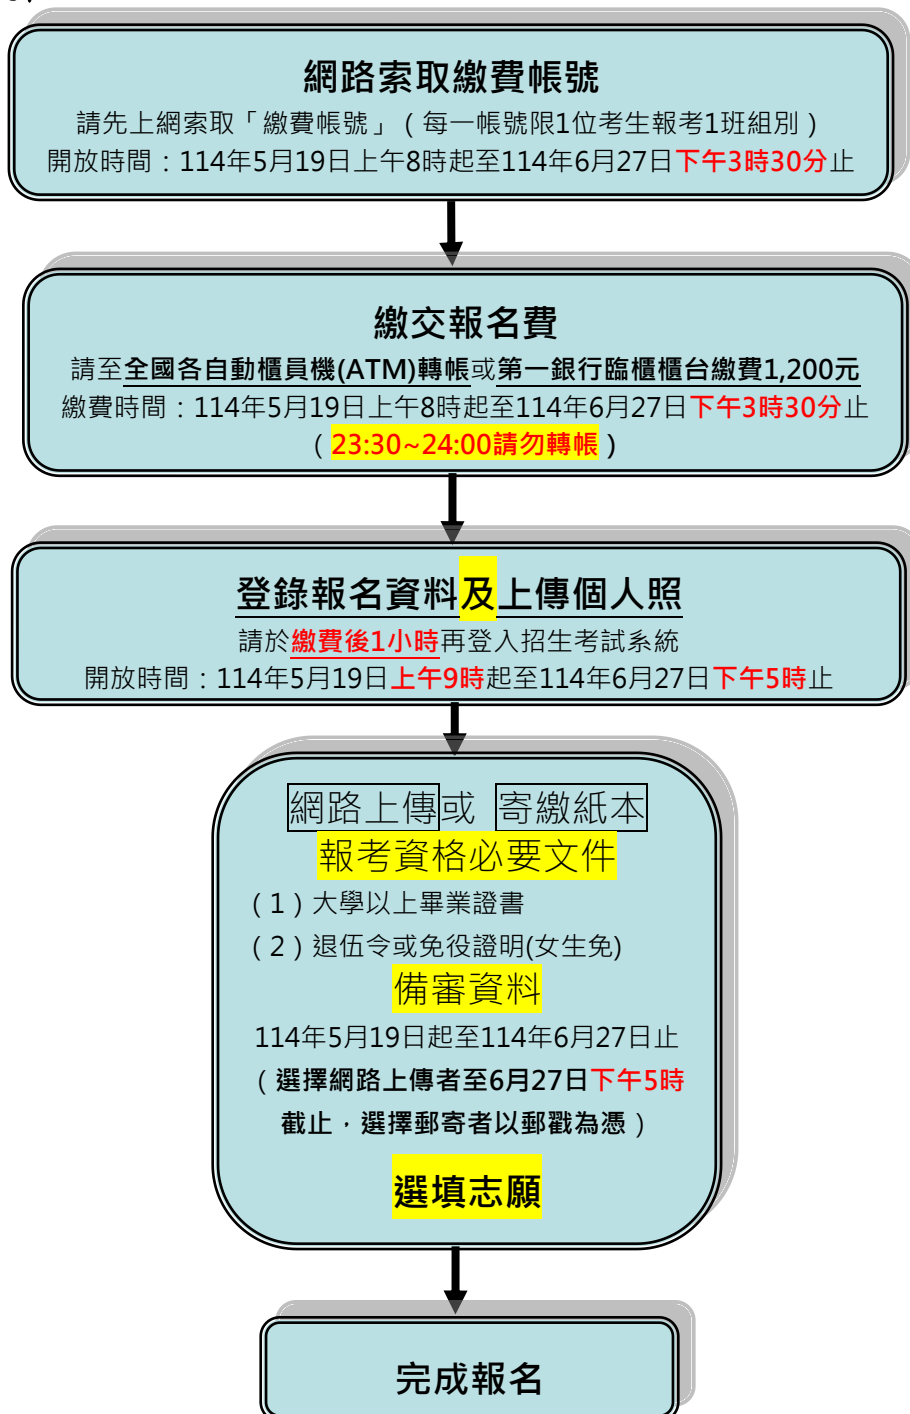 網路索取繳費帳號
請先上網索取「繳費帳號」（每一帳號限1位考生報考1班組別）
開放時間：114年5月19日上午8時起至114年6月27日下午3時30分止
繳交報名費
請至全國各自動櫃員機(ATM)轉帳或第一銀行臨櫃櫃台繳費1,200元
繳費時間：114年5月19日上午8時起至114年6月27日下午3時30分止
（23:30~24:00請勿轉帳）
登錄報名資料及上傳個人照
請於繳費後1小時再登入招生考試系統
開放時間：114年5月19日上午9時起至114年6月27日下午5時止
網路上傳或 寄繳紙本
報考資格必要文件
（1）大學以上畢業證書
（2）退伍令或免役證明(女生免)
備審資料
114年5月19日起至114年6月27日止
（選擇網路上傳者至6月27日下午5時
截止，選擇郵寄者以郵戳為憑）
選填志願
完成報名